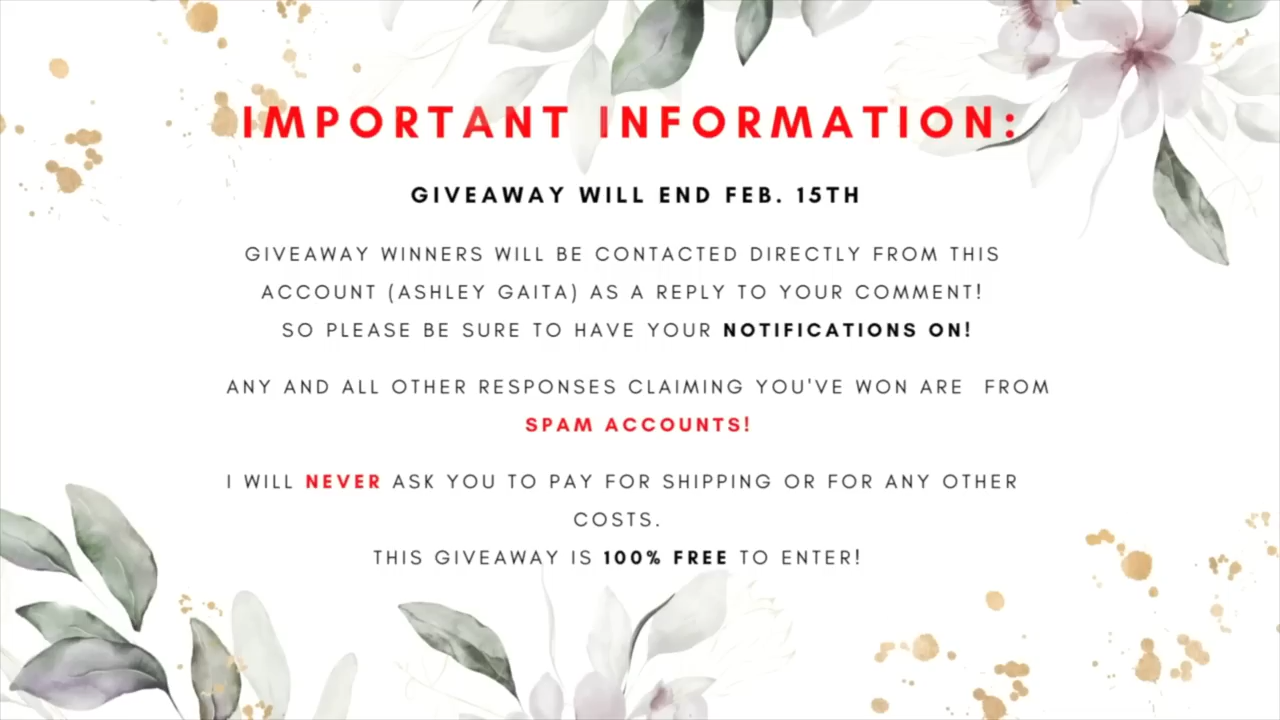 IMPORTANT INFORMATION:
GIVEAWAY WILL END FEB. 15TH
GIVEAWAY WINNERS WILL BE CONTACTED DIRECTLY FROM THIS
ACCOUNT (ASHLEY GAITA) AS A REPLY TO YOUR COMMENT!
SO PLEASE BE SURE TO HAVE YOUR NOTIFICATIONS ON!
ANY AND ALL OTHER RESPONSES CLAIMING YOU'VE WON ARE FROM
SPAM ACCOUNTS!
I WILL NEVER ASK YOU TO PAY FOR SHIPPING OR FOR ANY OTHER
COSTS.
THIS GIVEAWAY IS 100% FREE TO ENTER!